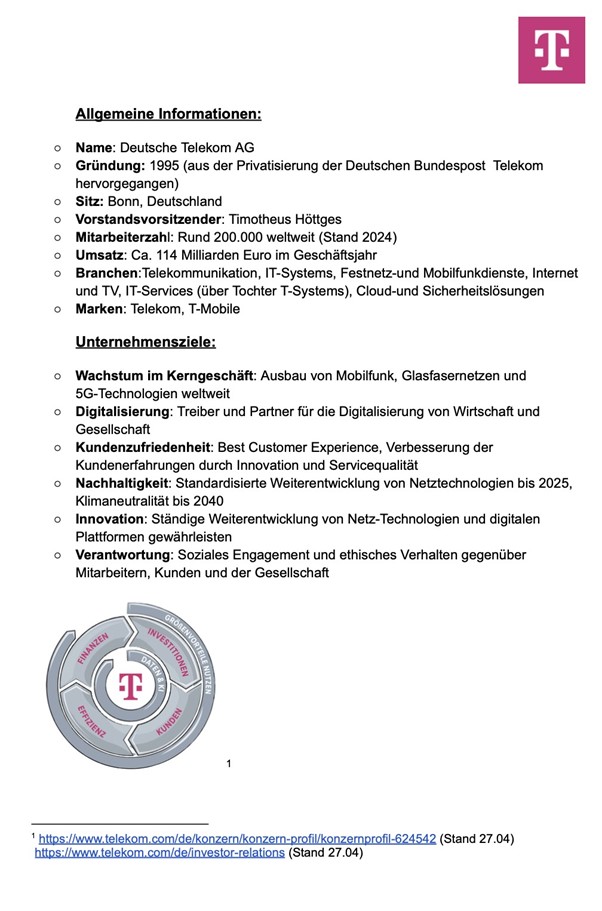 T
Allgemeine Informationen:
○ Name: Deutsche Telekom AG
○ Gründung: 1995 (aus der Privatisierung der Deutschen Bundespost Telekom
hervorgegangen)
○ Sitz: Bonn, Deutschland
○ Vorstandsvorsitzender: Timotheus Höttges
○ Mitarbeiterzahl: Rund 200.000 weltweit (Stand 2024)
○ Umsatz: Ca. 114 Milliarden Euro im Geschäftsjahr
○ Branchen:Telekommunikation, IT-Systems, Festnetz-und Mobilfunkdienste, Internet
und TV, IT-Services (über Tochter T-Systems), Cloud-und Sicherheitslösungen
○ Marken: Telekom, T-Mobile
Unternehmensziele:
○ Wachstum im Kerngeschäft: Ausbau von Mobilfunk, Glasfasernetzen und
5G-Technologien weltweit
○ Digitalisierung: Treiber und Partner für die Digitalisierung von Wirtschaft und
Gesellschaft
○ Kundenzufriedenheit: Best Customer Experience, Verbesserung der
Kundenerfahrungen durch Innovation und Servicequalität
○ Nachhaltigkeit: Standardisierte Weiterentwicklung von Netztechnologien bis 2025,
Klimaneutralität bis 2040
○ Innovation: Ständige Weiterentwicklung von Netz-Technologien und digitalen
Plattformen gewährleisten
○ Verantwortung: Soziales Engagement und ethisches Verhalten gegenüber
Mitarbeitern, Kunden und der Gesellschaft
GRÖßENVORTEILE NUTZEN
FINANZEN
INVESTITIONEN
DATEN & KI
T
EFFIZIENZ
KUNDEN
1
1 https://www.telekom.com/de/konzern/konzern-profil/konzernprofil-624542 (Stand 27.04)
https://www.telekom.com/de/investor-relations (Stand 27.04)